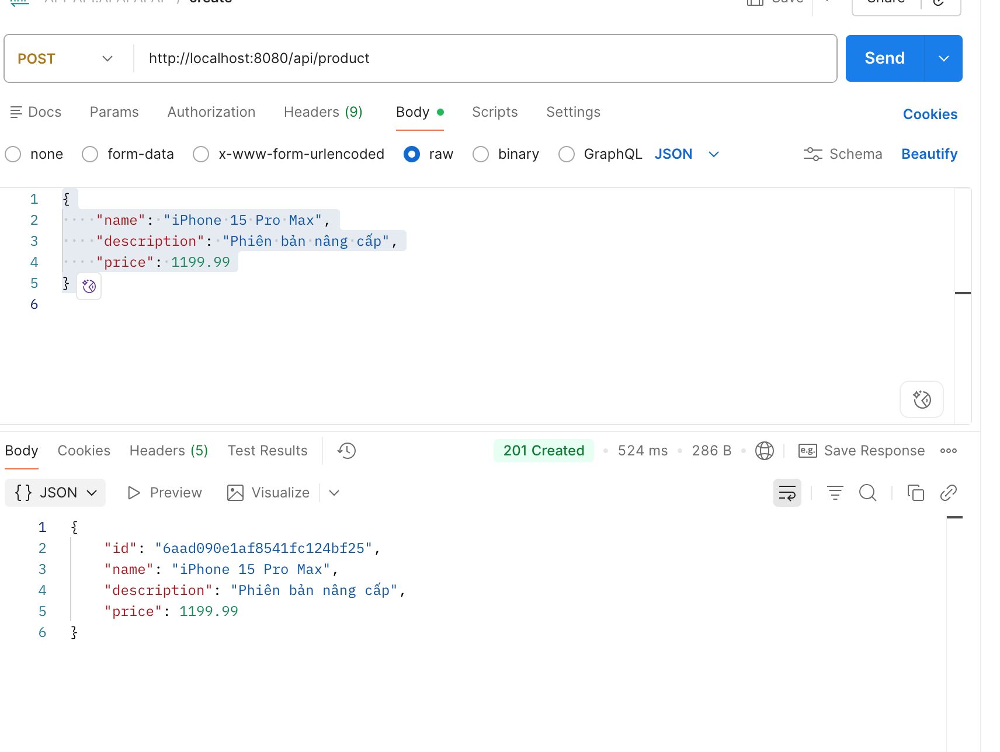 / create
Save
Share
POST
http://localhost:8080/api/product
Send
Docs Params Authorization Headers (9) Body Scripts Settings Cookies
none form-data x-www-form-urlencoded raw binary GraphQL JSON Schema Beautify
1 {
2 "name": "iPhone 15 Pro Max",
3 "description": "Phiên bản nâng cấp",
4 "price": 1199.99
5 }
6
Body Cookies Headers (5) Test Results 201 Created 524 ms 286 B e.g. Save Response
{} JSON Preview Visualize
1 {
2 "id": "6aad090e1af8541fc124bf25",
3 "name": "iPhone 15 Pro Max",
4 "description": "Phiên bản nâng cấp",
5 "price": 1199.99
6 }